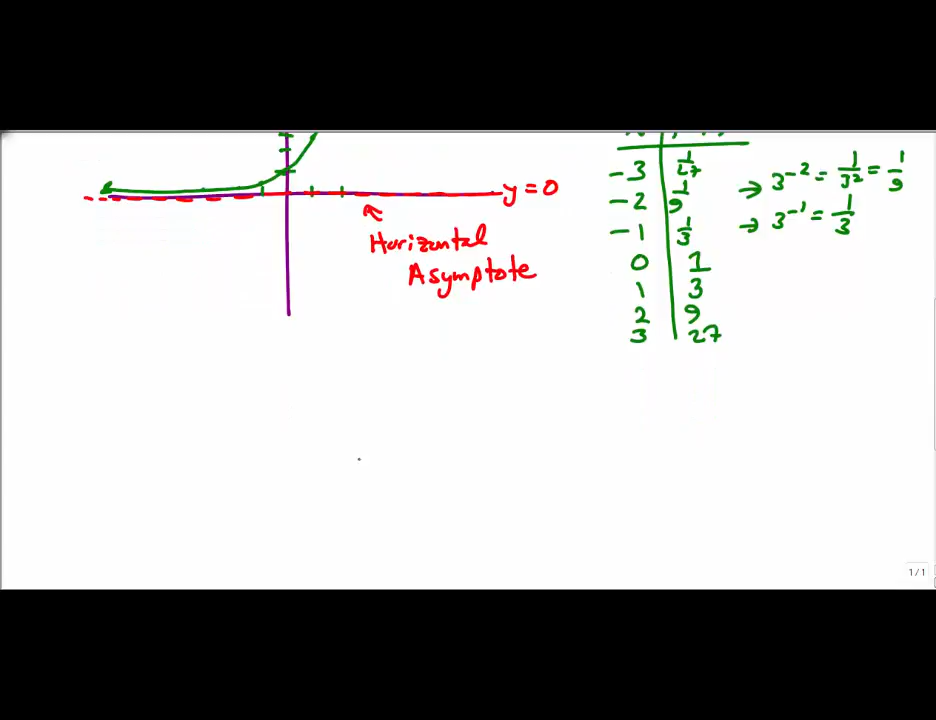 y = 0
Horizontal
Asymptote
-3 | 1/27
-2 | 1/9
-1 | 1/3
0 | 1
1 | 3
2 | 9
3 | 27
→ 3^-2 = 1/3^2 = 1/9
→ 3^-1 = 1/3
1/1